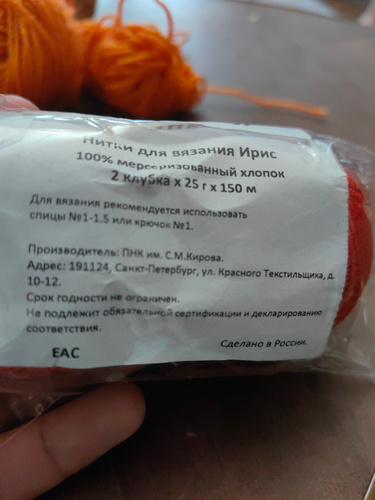 Нитки для вязания Ирис
100% мерсеризованный хлопок
2 клубка х 25 г х 150 м
Для вязания рекомендуется использовать
спицы №1-1.5 или крючок №1.
Производитель: ПНК им. С.М.Кирова.
Адрес: 191124, Санкт-Петербург, ул. Красного Текстильщика, д.
10-12.
Срок годности не ограничен.
Не подлежит обязательной сертификации и декларированию
соответствия.
ЕАС
Сделано в России.